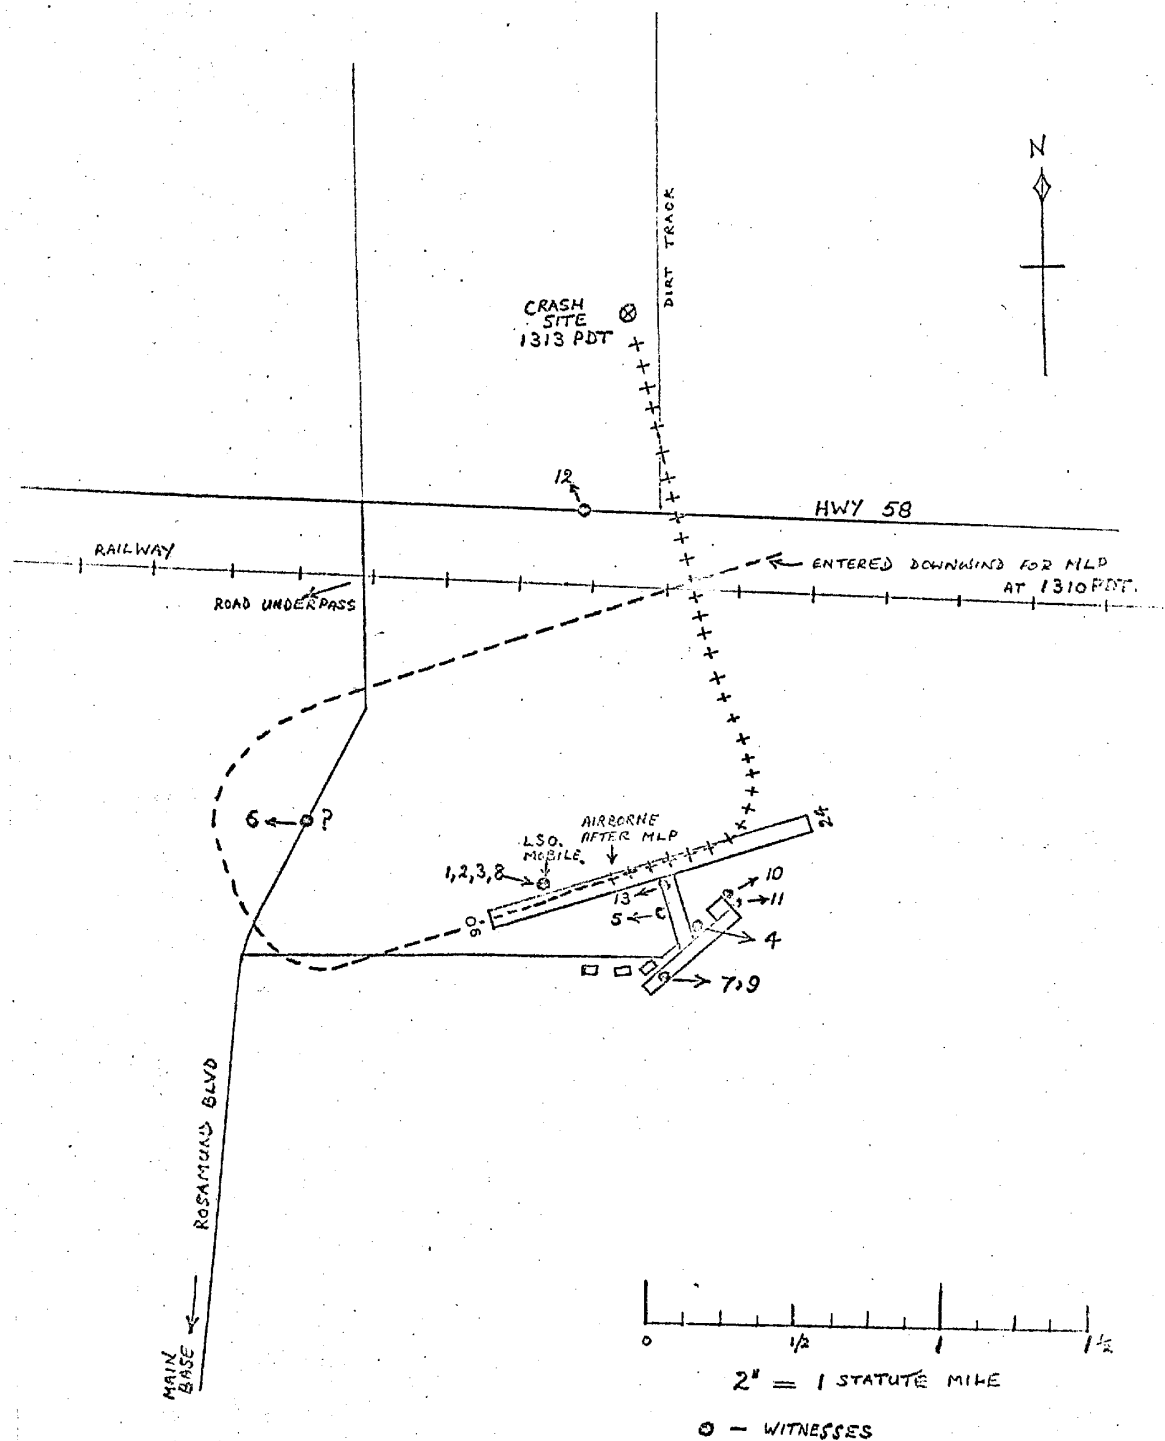 N
DIRT TRACK
CRASH
SITE
1313 PDT
12
HWY 58
RAILWAY
ENTERED DOWNWIND FOR MLP
AT 1310 PDT.
ROAD UNDERPASS
6 ?
AIRBORNE
AFTER MLP
LSO.
MOBILE.
24
1,2,3,8
10
13
11
5
06
4
7,9
ROSAMUND BLVD
MAIN
BASE
0 1/2 1 1 1/2
2" = 1 STATUTE MILE
- WITNESSES